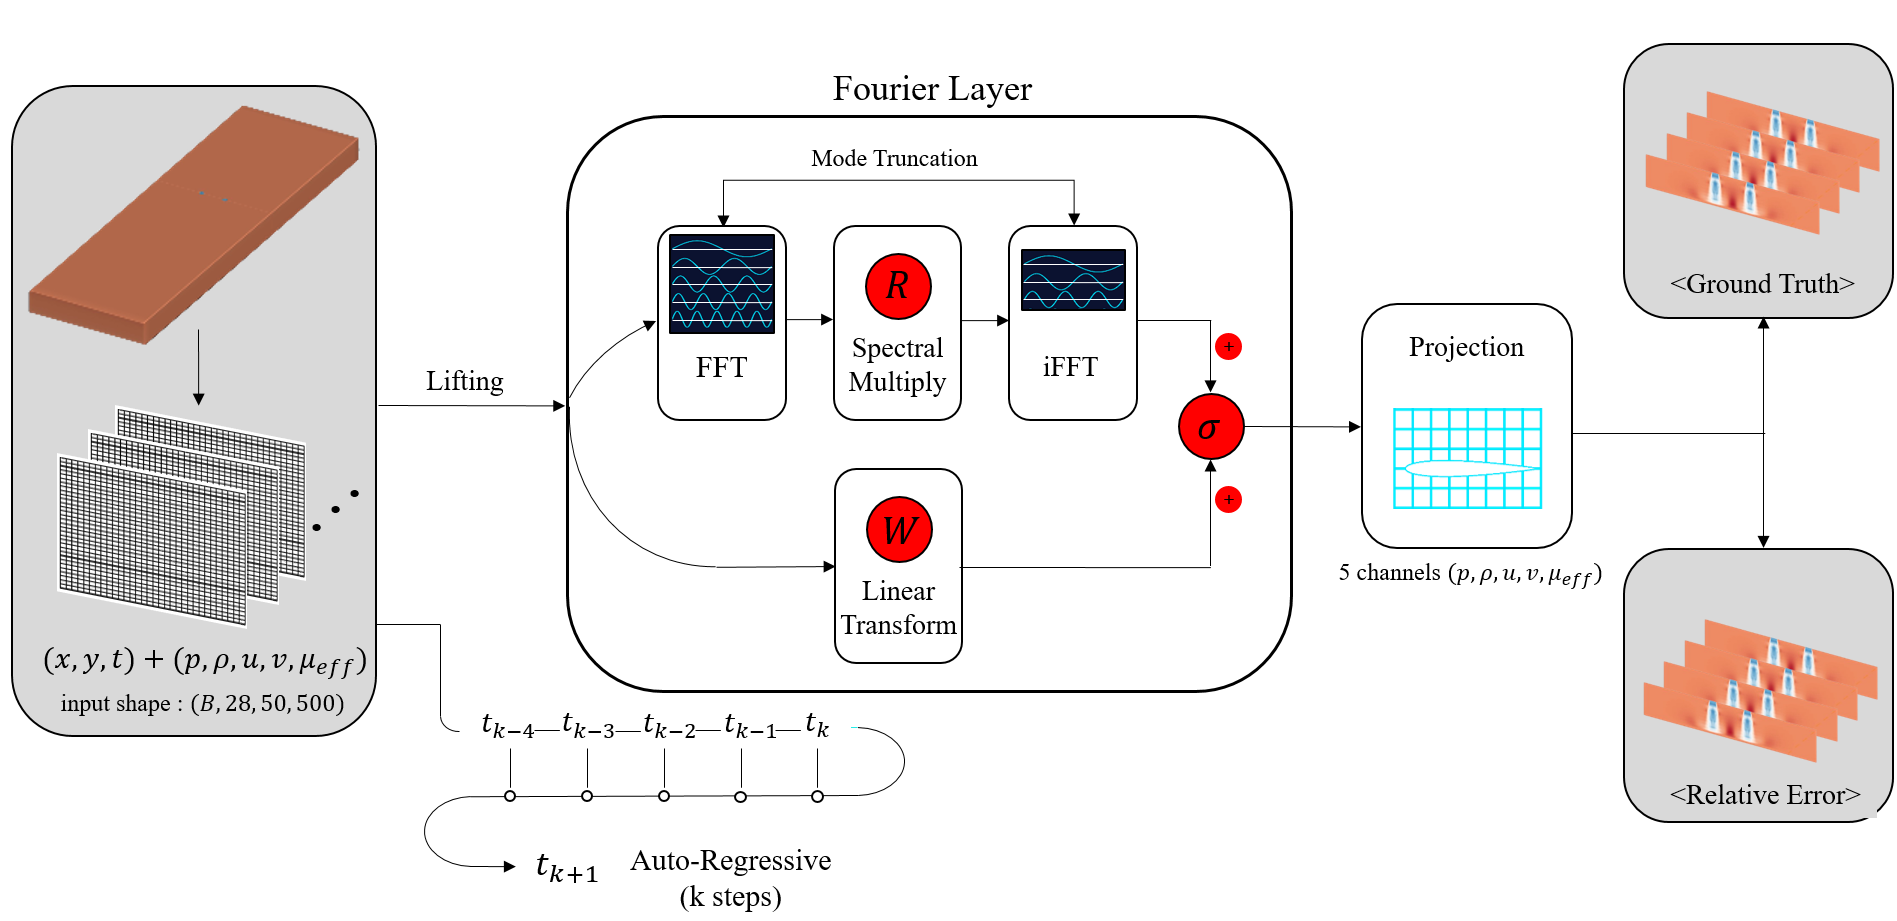 Fourier Layer
Mode Truncation
FFT
R
Spectral
Multiply
iFFT
+
σ
+
W
Linear
Transform
Lifting
(x, y, t) + (p, ρ, u, v, μ_eff)
input shape : (B, 28, 50, 500)
t_{k−4} t_{k−3} t_{k−2} t_{k−1} t_k
t_{k+1}
Auto-Regressive
(k steps)
Projection
5 channels (p, ρ, u, v, μ_eff)
<Ground Truth>
<Relative Error>